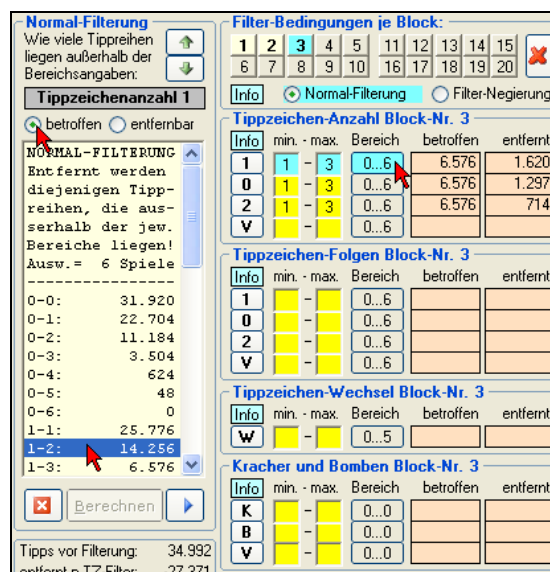 Normal-Filterung
Wie viele Tippreihen
liegen außerhalb der
Bereichsangaben:
Tippzeichenanzahl 1
betroffen entfernbar
NORMAL-FILTERUNG
Entfernt werden
diejenigen Tipp-
reihen, die aus-
serhalb der jew.
Bereiche liegen!
Ausw.= 6 Spiele
----------------
0-0: 31.920
0-1: 22.704
0-2: 11.184
0-3: 3.504
0-4: 624
0-5: 48
0-6: 0
1-1: 25.776
1-2: 14.256
1-3: 6.576
Berechnen
Tipps vor Filterung: 34.992
entfernt n.TZ-Filter: 27.371
Filter-Bedingungen je Block:
1 2 3 4 5 11 12 13 14 15
6 7 8 9 10 16 17 18 19 20
Info Normal-Filterung Filter-Negierung
Tippzeichen-Anzahl Block-Nr. 3
Info min. - max. Bereich betroffen entfernt
1 1 - 3 0...6 6.576 1.620
0 1 - 3 0...6 6.576 1.297
2 1 - 3 0...6 6.576 714
V - 0...6
Tippzeichen-Folgen Block-Nr. 3
Info min. - max. Bereich betroffen entfernt
1 - 0...6
0 - 0...6
2 - 0...6
V - 0...6
Tippzeichen-Wechsel Block-Nr. 3
Info min. - max. Bereich betroffen entfernt
W - 0...5
Kracher und Bomben Block-Nr. 3
Info min. - max. Bereich betroffen entfernt
K - 0...0
B - 0...0
V - 0...0